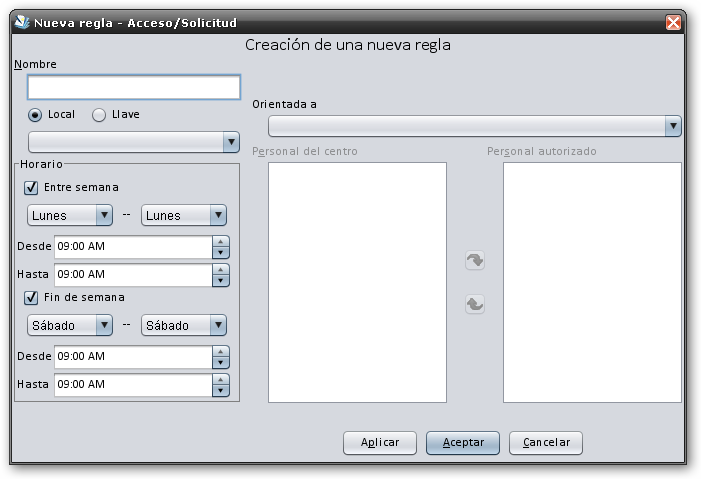 Nueva regla - Acceso/Solicitud
Creación de una nueva regla
Nombre
Local
Llave
Orientada a
Personal del centro
Personal autorizado
Horario
Entre semana
Lunes -- Lunes
Desde 09:00 AM
Hasta 09:00 AM
Fin de semana
Sábado -- Sábado
Desde 09:00 AM
Hasta 09:00 AM
Aplicar
Aceptar
Cancelar